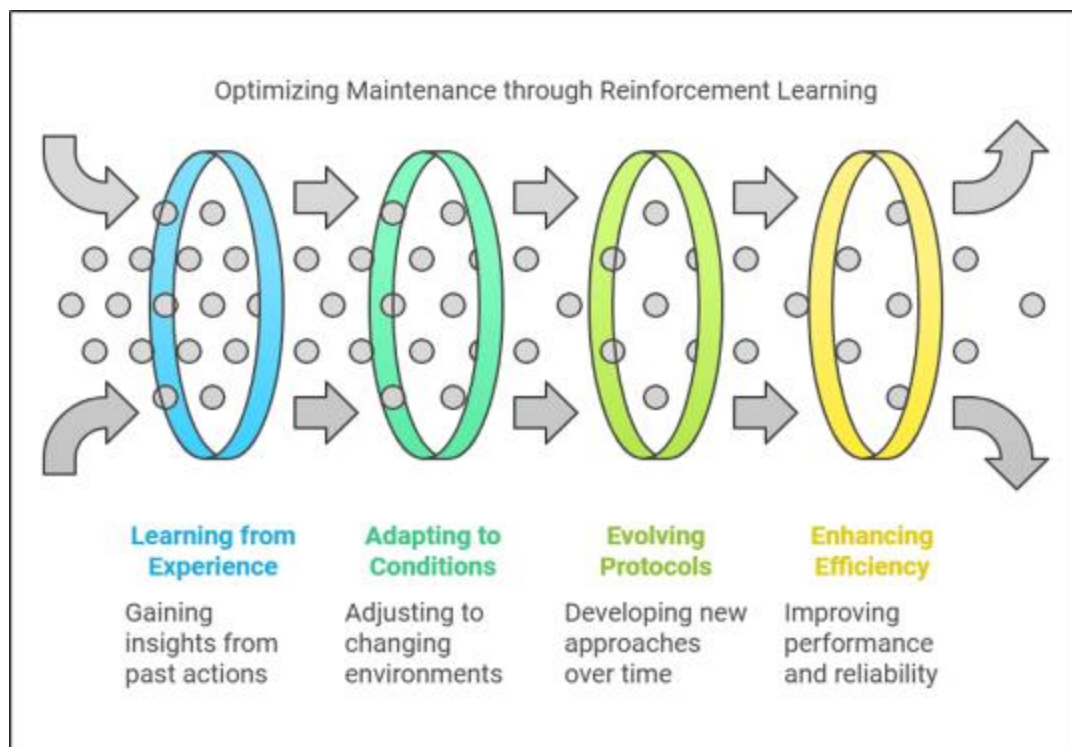 Optimizing Maintenance through Reinforcement Learning
Learning from
Experience
Gaining
insights from
past actions
Adapting to
Conditions
Adjusting to
changing
environments
Evolving
Protocols
Developing new
approaches
over time
Enhancing
Efficiency
Improving
performance
and reliability